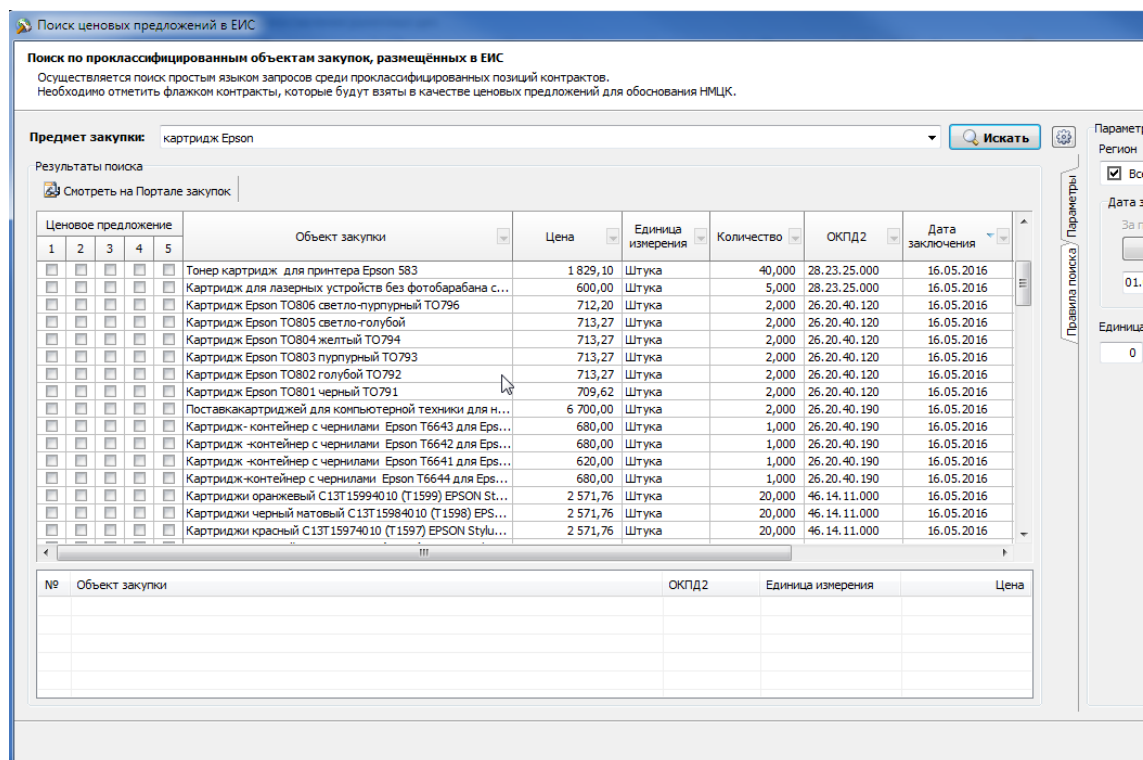 Поиск ценовых предложений в ЕИС
Поиск по проклассифицированным объектам закупок, размещённых в ЕИС
Осуществляется поиск простым языком запросов среди проклассифицированных позиций контрактов.
Необходимо отметить флажком контракты, которые будут взяты в качестве ценовых предложений для обоснования НМЦК.
Предмет закупки: картридж Epson Искать
Результаты поиска
Смотреть на Портале закупок
Ценовое предложение Объект закупки Цена Единица измерения Количество ОКПД2 Дата заключения
1 2 3 4 5
Тонер картридж для принтера Epson 583 1 829,10 Штука 40,000 28.23.25.000 16.05.2016
Картридж для лазерных устройств без фотобарабана с... 600,00 Штука 5,000 28.23.25.000 16.05.2016
Картридж Epson ТО806 светло-пурпурный ТО796 712,20 Штука 2,000 26.20.40.120 16.05.2016
Картридж Epson ТО805 светло-голубой 713,27 Штука 2,000 26.20.40.120 16.05.2016
Картридж Epson ТО804 желтый ТО794 713,27 Штука 2,000 26.20.40.120 16.05.2016
Картридж Epson ТО803 пурпурный ТО793 713,27 Штука 2,000 26.20.40.120 16.05.2016
Картридж Epson ТО802 голубой ТО792 713,27 Штука 2,000 26.20.40.120 16.05.2016
Картридж Epson ТО801 черный ТО791 709,62 Штука 2,000 26.20.40.120 16.05.2016
Поставкакартриджей для компьютерной техники для н... 6 700,00 Штука 2,000 26.20.40.190 16.05.2016
Картридж- контейнер с чернилами Epson T6643 для Eps... 680,00 Штука 1,000 26.20.40.190 16.05.2016
Картридж -контейнер с чернилами Epson T6642 для Eps... 680,00 Штука 1,000 26.20.40.190 16.05.2016
Картридж -контейнер с чернилами Epson T6641 для Eps... 620,00 Штука 1,000 26.20.40.190 16.05.2016
Картридж-контейнер с чернилами Epson T6644 для Eps... 680,00 Штука 1,000 26.20.40.190 16.05.2016
Картриджи оранжевый C13T15994010 (T1599) EPSON St... 2 571,76 Штука 20,000 46.14.11.000 16.05.2016
Картриджи черный матовый C13T15984010 (T1598) EPS... 2 571,76 Штука 20,000 46.14.11.000 16.05.2016
Картриджи красный C13T15974010 (T1597) EPSON Stylu... 2 571,76 Штука 20,000 46.14.11.000 16.05.2016
№ Объект закупки ОКПД2 Единица измерения Цена
Параметры
Правила поиска
Параметр
Регион
Вс
Дата з
За п
01.
Единица
0